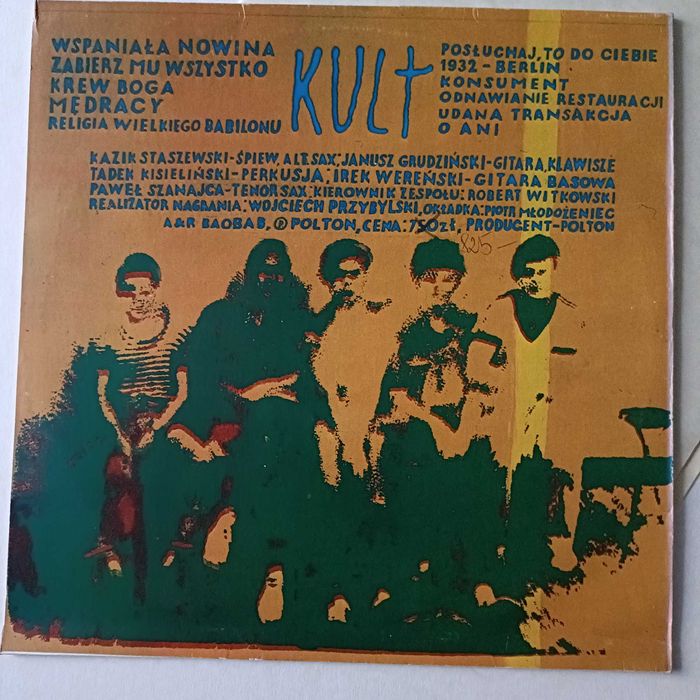 WSPANIAŁA NOWINA
ZABIERZ MU WSZYSTKO
KREW BOGA
MĘDRACY
RELIGIA WIELKIEGO BABILONU
KULT
POSŁUCHAJ, TO DO CIEBIE
1932 – BERLIN
KONSUMENT
ODNAWIANIE RESTAURACJI
UDANA TRANSAKCJA
O ANI
KAZIK STASZEWSKI-ŚPIEW, ALT SAX, JANUSZ GRUDZIŃSKI-GITARA, KLAWISZE
TADEK KISIELIŃSKI-PERKUSJA; IREK WEREŃSKI-GITARA BASOWA
PAWEŁ SZANAJCA-TENOR SAX; KIEROWNIK ZESPOŁU: ROBERT WITKOWSKI
REALIZATOR NAGRANIA: WOJCIECH PRZYBYLSKI, OKŁADKA: PIOTR MŁODOŻENIEC
A&R BAOBAB, ℗ POLTON, CENA: 750 zł, PRODUCENT-POLTON
825-